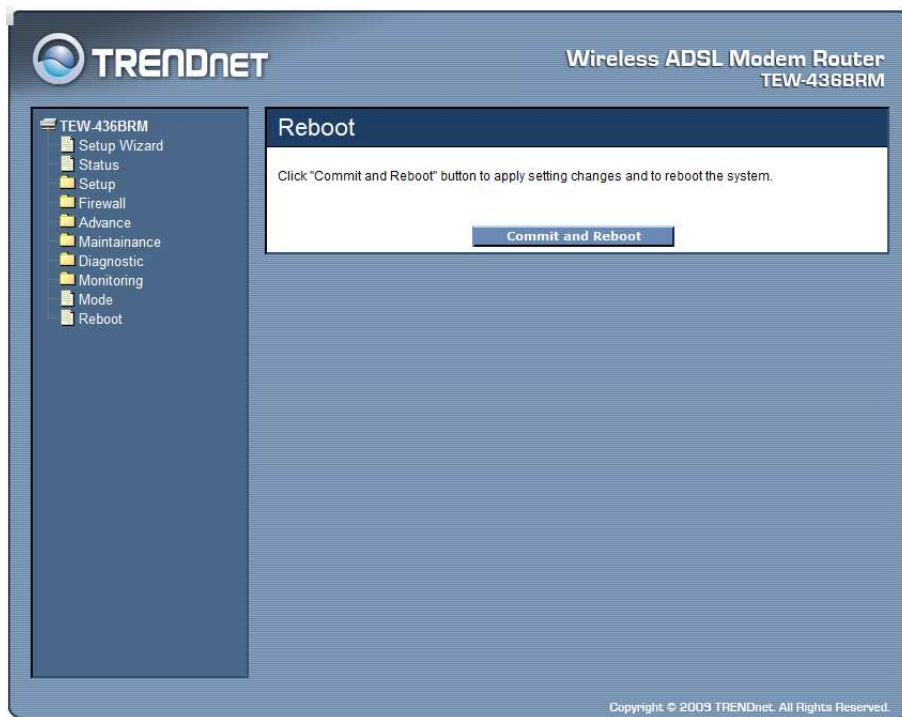 TRENDNET
Wireless ADSL Modem Router
TEW-436BRM
TEW-436BRM
Setup Wizard
Status
Setup
Firewall
Advance
Maintainance
Diagnostic
Monitoring
Mode
Reboot
Reboot
Click "Commit and Reboot" button to apply setting changes and to reboot the system.
Commit and Reboot
Copyright © 2009 TRENDnet. All Rights Reserved.